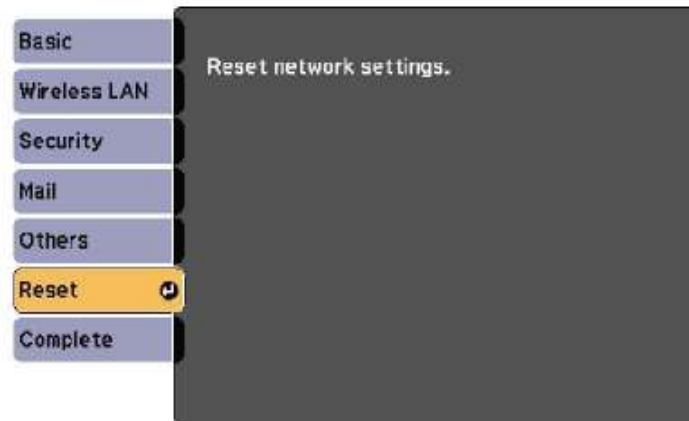 Basic
Wireless LAN
Security
Mail
Others
Reset
Complete
Reset network settings.